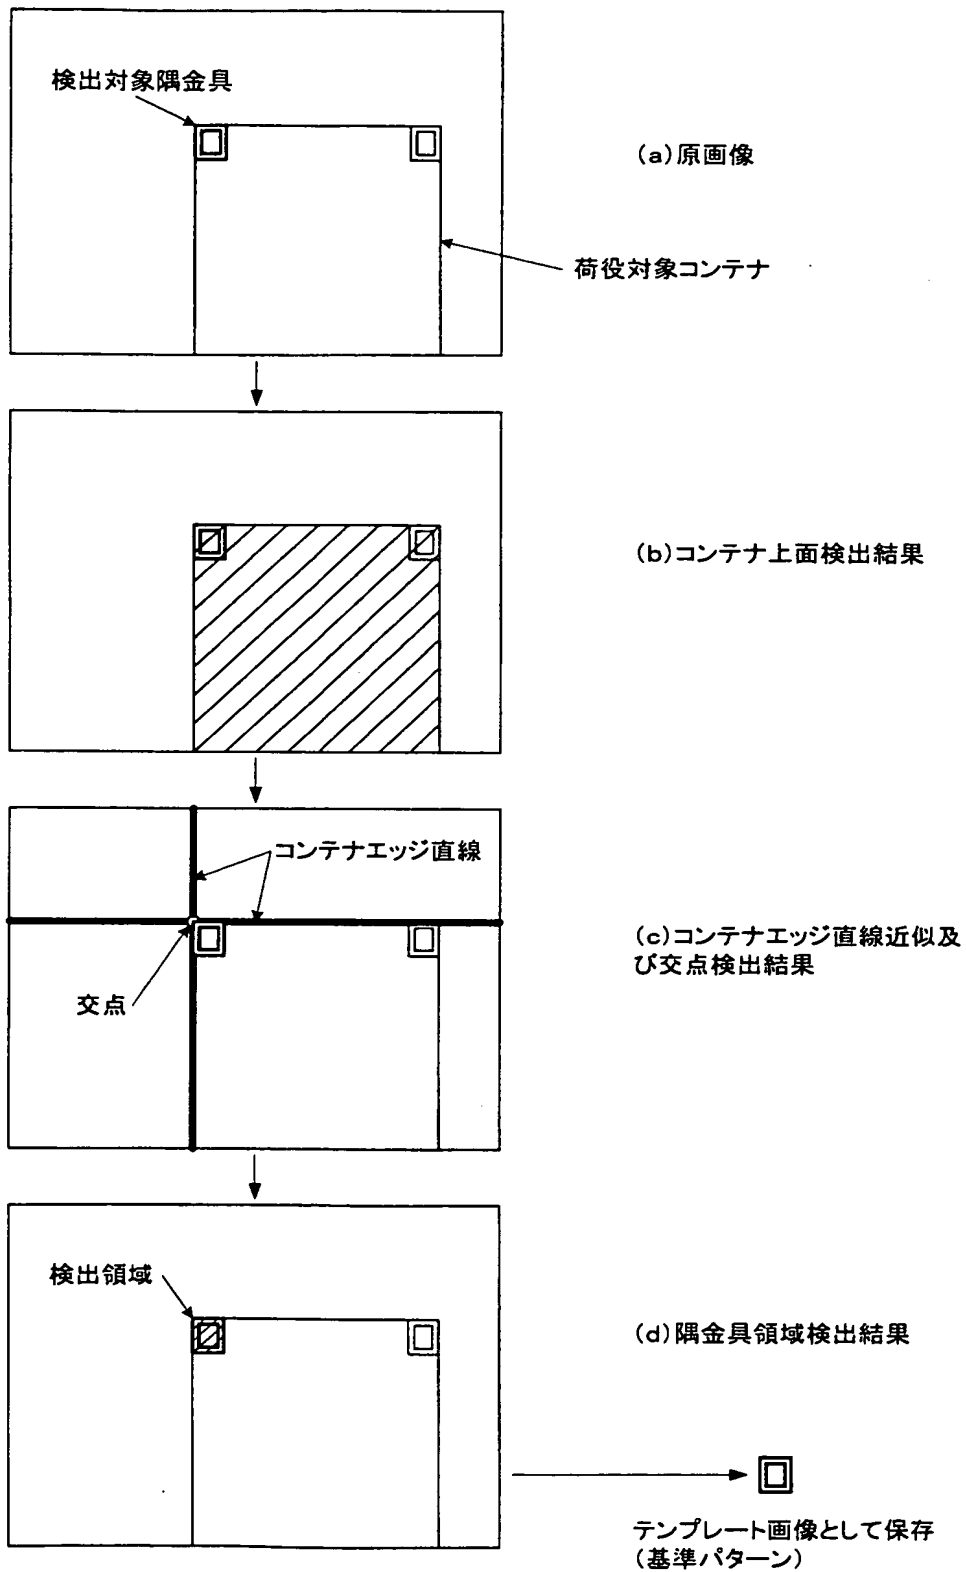 検出対象隅金具
(a)原画像
荷役対象コンテナ
(b)コンテナ上面検出結果
コンテナエッジ直線
(c)コンテナエッジ直線近似及
び交点検出結果
交点
検出領域
(d)隅金具領域検出結果
テンプレート画像として保存
(基準パターン)